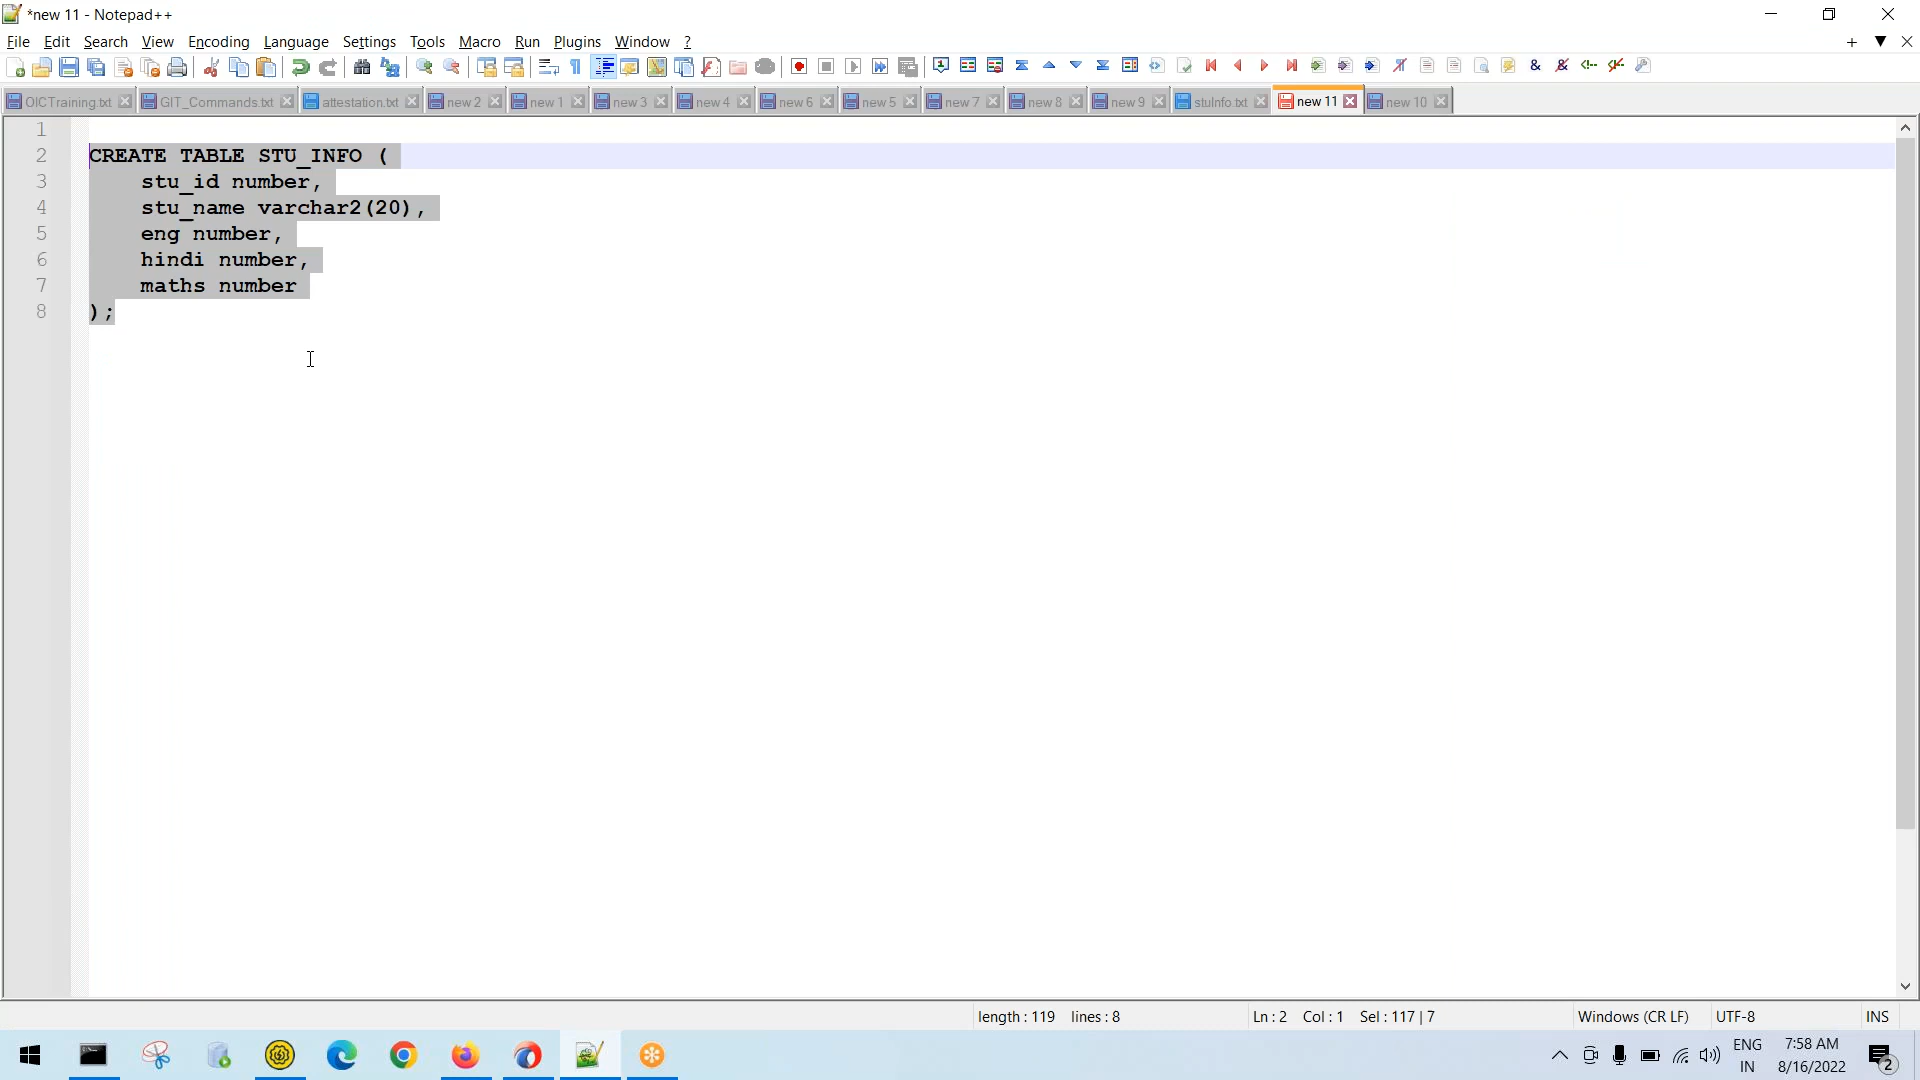 *new 11 - Notepad++
File Edit Search View Encoding Language Settings Tools Macro Run Plugins Window ?
OICTraining.txt GIT_Commands.txt attestation.txt new 2 new 1 new 3 new 4 new 6 new 5 new 7 new 8 new 9 stuInfo.txt new 11 new 10
1
2 CREATE TABLE STU_INFO (
3 stu_id number,
4 stu_name varchar2(20),
5 eng number,
6 hindi number,
7 maths number
8 );
length : 119 lines : 8 Ln : 2 Col : 1 Sel : 117 | 7 Windows (CR LF) UTF-8 INS
ENG 7:58 AM
IN 8/16/2022 2